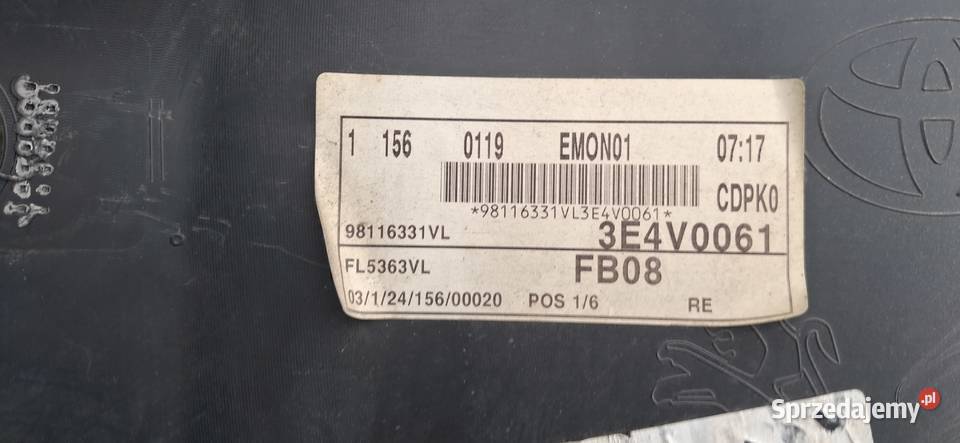 1 156 0119 EMON01 07:17
CDPK0
*98116331VL3E4V0061*
98116331VL 3E4V0061
FL5363VL FB08
03/1/24/156/00020 POS 1/6 RE
Sprzedajemy.pl